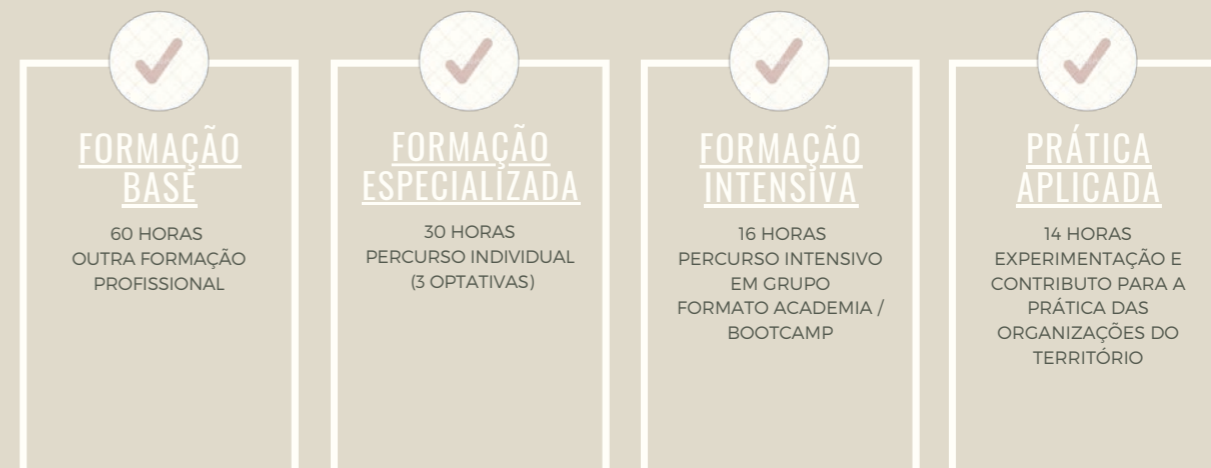 FORMAÇÃO
BASE
60 HORAS
OUTRA FORMAÇÃO
PROFISSIONAL
FORMAÇÃO
ESPECIALIZADA
30 HORAS
PERCURSO INDIVIDUAL
(3 OPTATIVAS)
FORMAÇÃO
INTENSIVA
16 HORAS
PERCURSO INTENSIVO
EM GRUPO
FORMATO ACADEMIA /
BOOTCAMP
PRÁTICA
APLICADA
14 HORAS
EXPERIMENTAÇÃO E
CONTRIBUTO PARA A
PRÁTICA DAS
ORGANIZAÇÕES DO
TERRITÓRIO